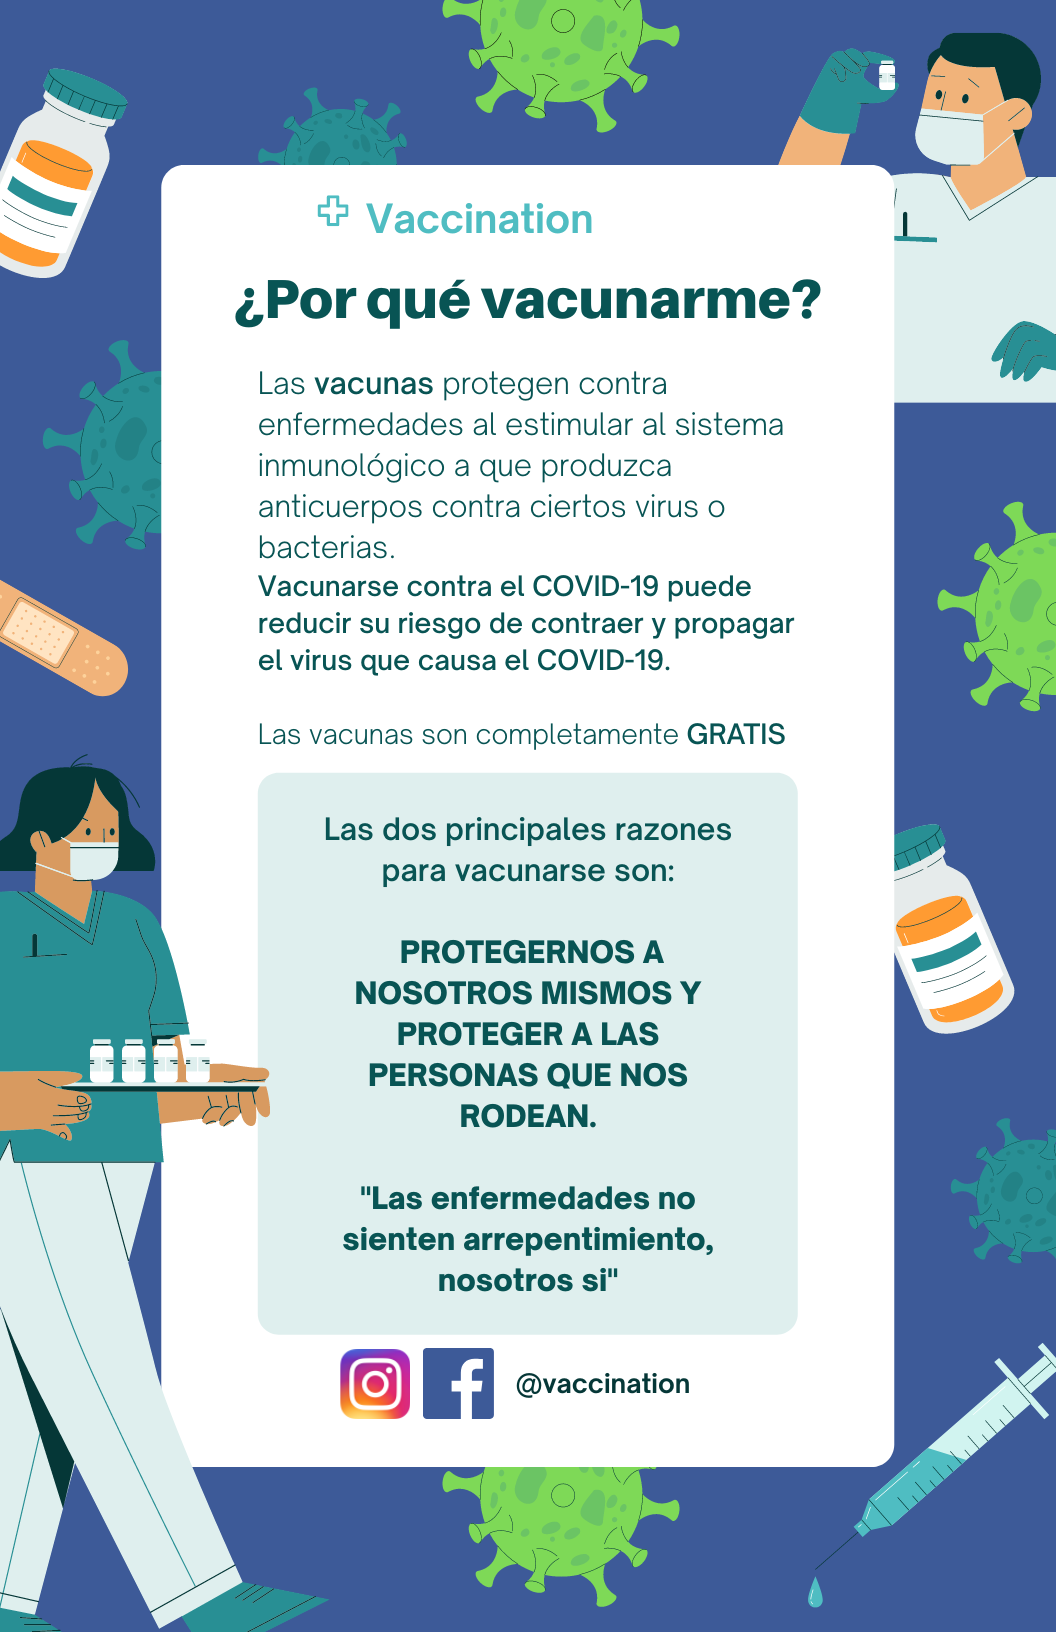 Vaccination
¿Por qué vacunarme?
Las vacunas protegen contra
enfermedades al estimular al sistema
inmunológico a que produzca
anticuerpos contra ciertos virus o
bacterias.
Vacunarse contra el COVID-19 puede
reducir su riesgo de contraer y propagar
el virus que causa el COVID-19.
Las vacunas son completamente GRATIS
Las dos principales razones
para vacunarse son:
PROTEGERNOS A
NOSOTROS MISMOS Y
PROTEGER A LAS
PERSONAS QUE NOS
RODEAN.
"Las enfermedades no
sienten arrepentimiento,
nosotros si"
@vaccination